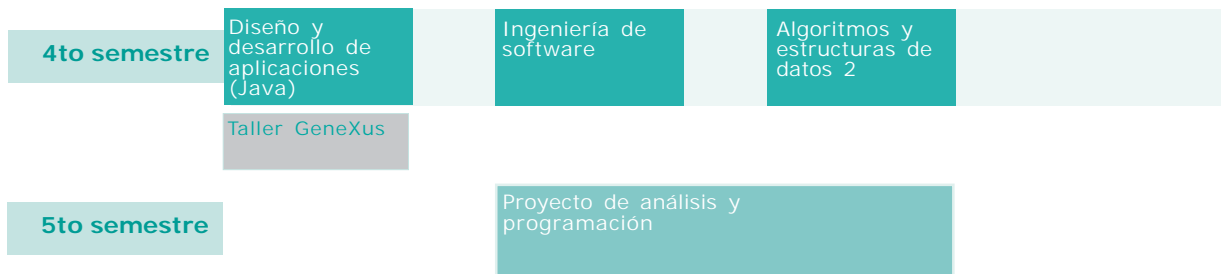 4to semestre
Diseño y
desarrollo de
aplicaciones
(Java)
Ingeniería de
software
Algoritmos y
estructuras de
datos 2
Taller GeneXus
5to semestre
Proyecto de análisis y
programación